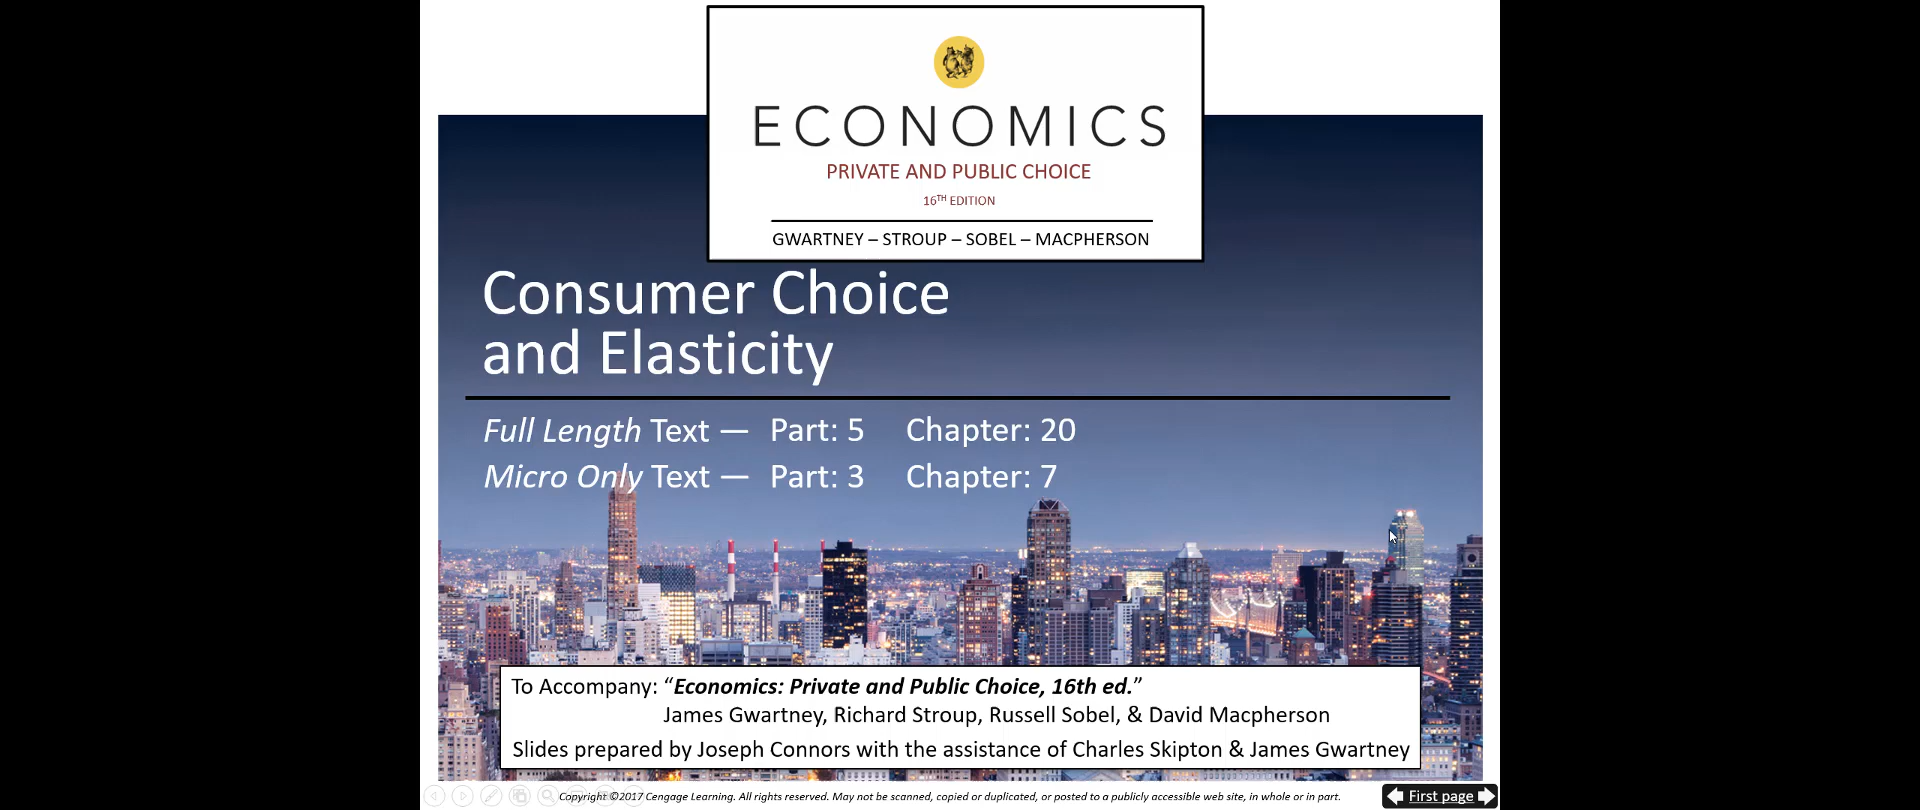 ECONOMICS
PRIVATE AND PUBLIC CHOICE
16TH EDITION
GWARTNEY – STROUP – SOBEL – MACPHERSON
Consumer Choice
and Elasticity
Full Length Text — Part: 5 Chapter: 20
Micro Only Text — Part: 3 Chapter: 7
To Accompany: “Economics: Private and Public Choice, 16th ed.”
James Gwartney, Richard Stroup, Russell Sobel, & David Macpherson
Slides prepared by Joseph Connors with the assistance of Charles Skipton & James Gwartney
Copyright ©2017 Cengage Learning. All rights reserved. May not be scanned, copied or duplicated, or posted to a publicly accessible web site, in whole or in part.
First page